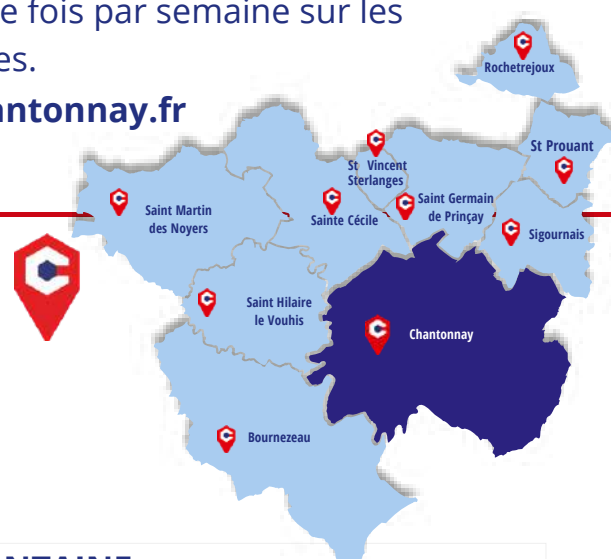 e fois par semaine sur les
es.
antonnay.fr
Rochetrejoux
St Prouant
St Vincent
Sterlanges
Saint Germain
de Prinçay
Saint Martin
des Noyers
Sainte Cécile
Sigournais
Saint Hilaire
le Vouhis
Chantonnay
Bournezeau